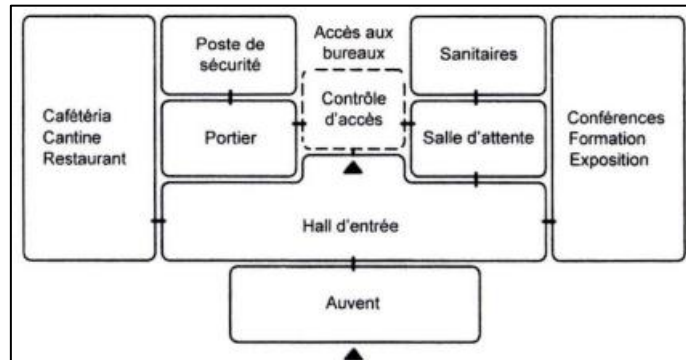 Poste de
sécurité
Accès aux
bureaux
Sanitaires
Cafétéria
Cantine
Restaurant
Portier
Contrôle
d'accès
Salle d'attente
Conférences
Formation
Exposition
Hall d'entrée
Auvent